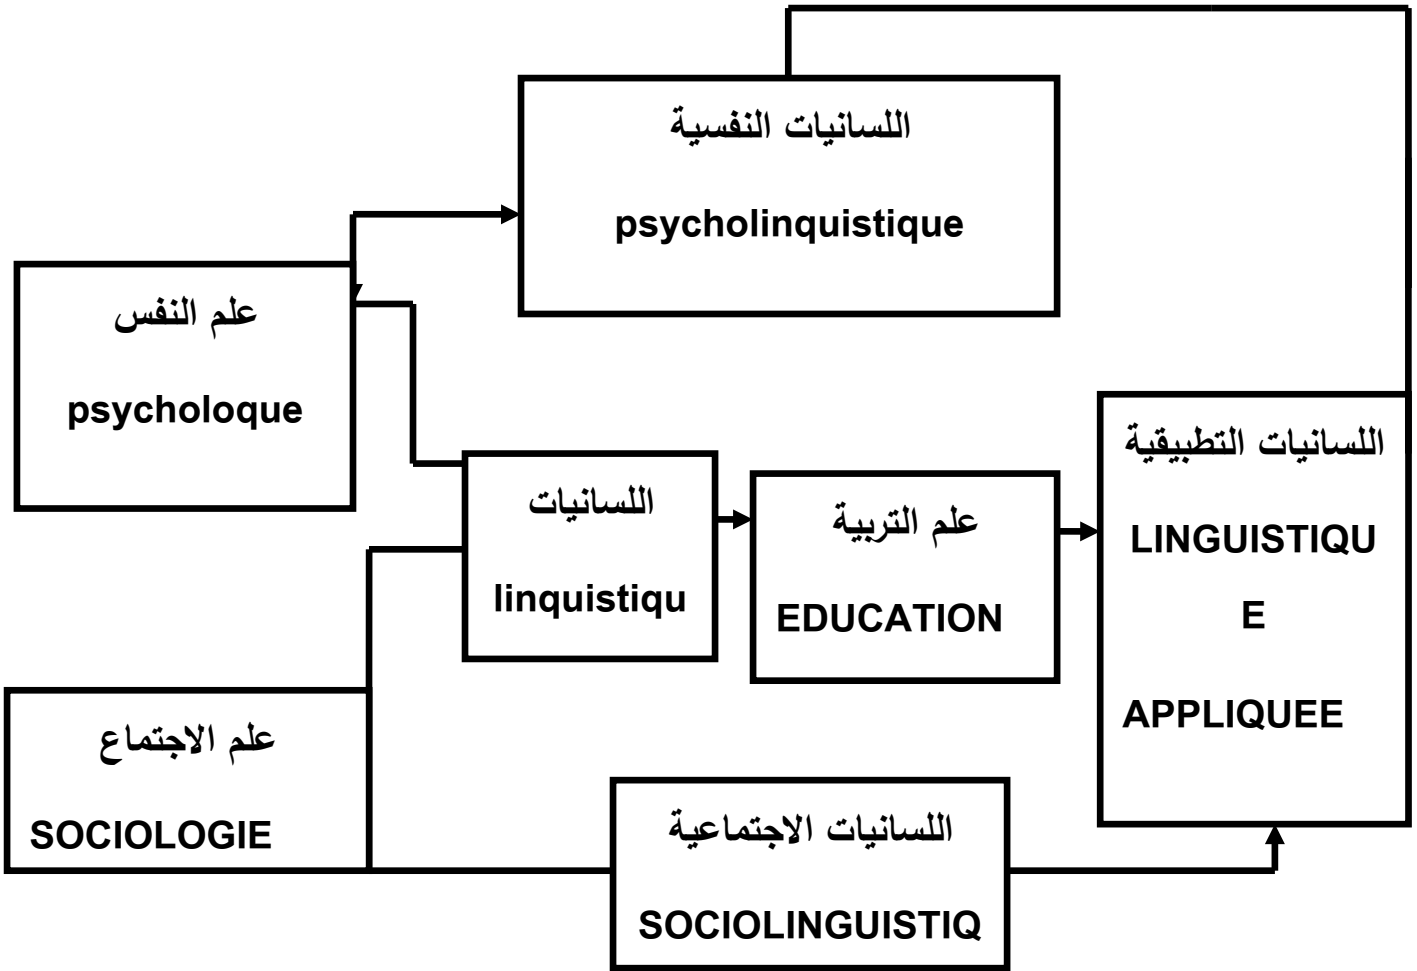 اللسانيات النفسية
psycholinquistique
علم النفس
psycholoque
اللسانيات
linquistiqu
علم التربية
EDUCATION
اللسانيات التطبيقية
LINGUISTIQU
E
APPLIQUEE
علم الاجتماع
SOCIOLOGIE
اللسانيات الاجتماعية
SOCIOLINGUISTIQ